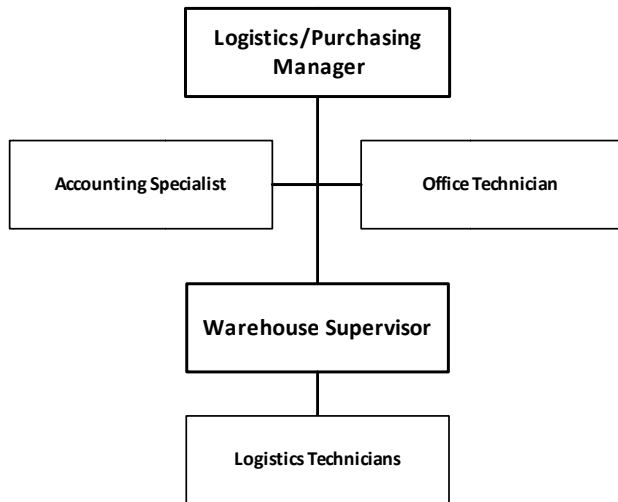 Logistics/Purchasing
Manager
Accounting Specialist
Office Technician
Warehouse Supervisor
Logistics Technicians